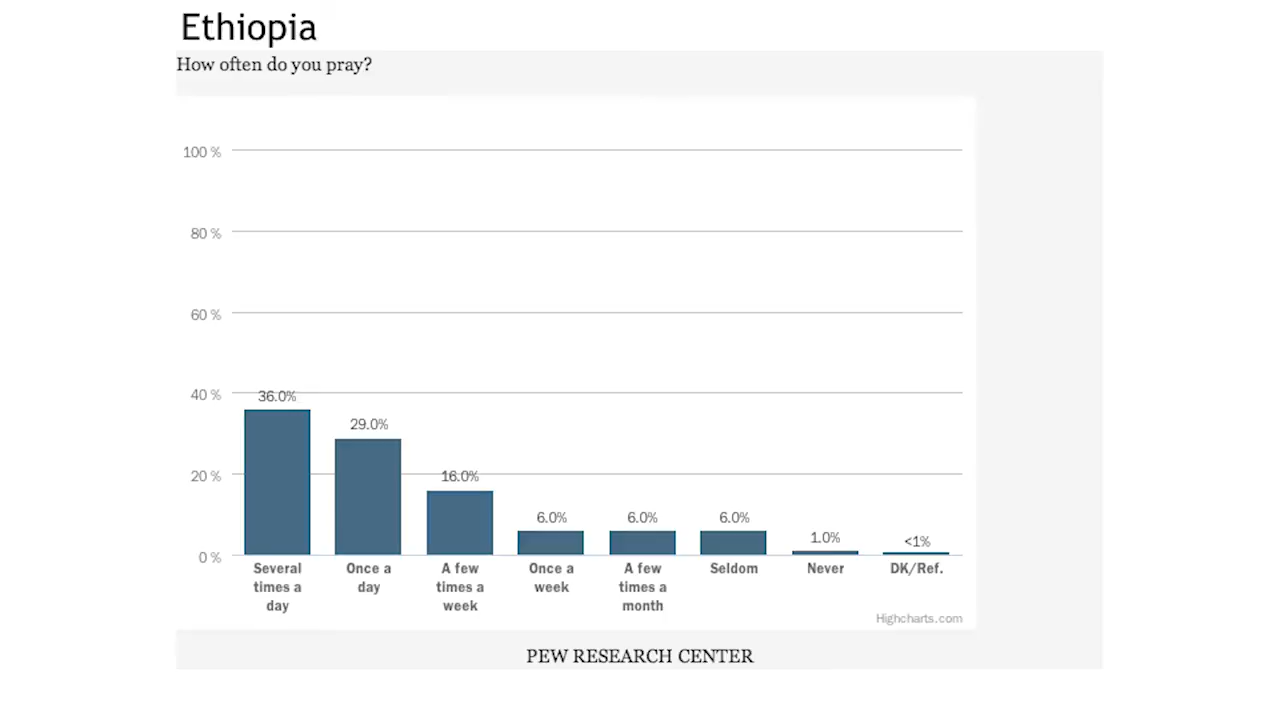 Ethiopia
How often do you pray?
100 %
80 %
60 %
40 %
20 %
0 %
36.0%
29.0%
16.0%
6.0%
6.0%
6.0%
1.0%
<1%
Several
times a
day
Once a
day
A few
times a
week
Once a
week
A few
times a
month
Seldom
Never
DK/Ref.
Highcharts.com
PEW RESEARCH CENTER